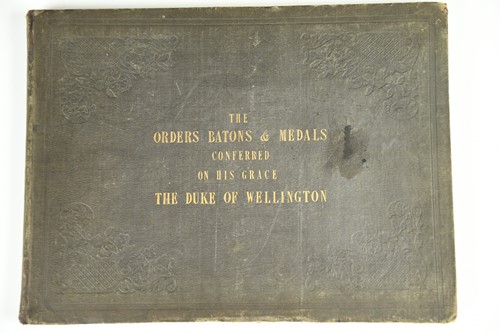 THE
ORDERS BATONS & MEDALS
CONFERRED
ON HIS GRACE
THE DUKE OF WELLINGTON